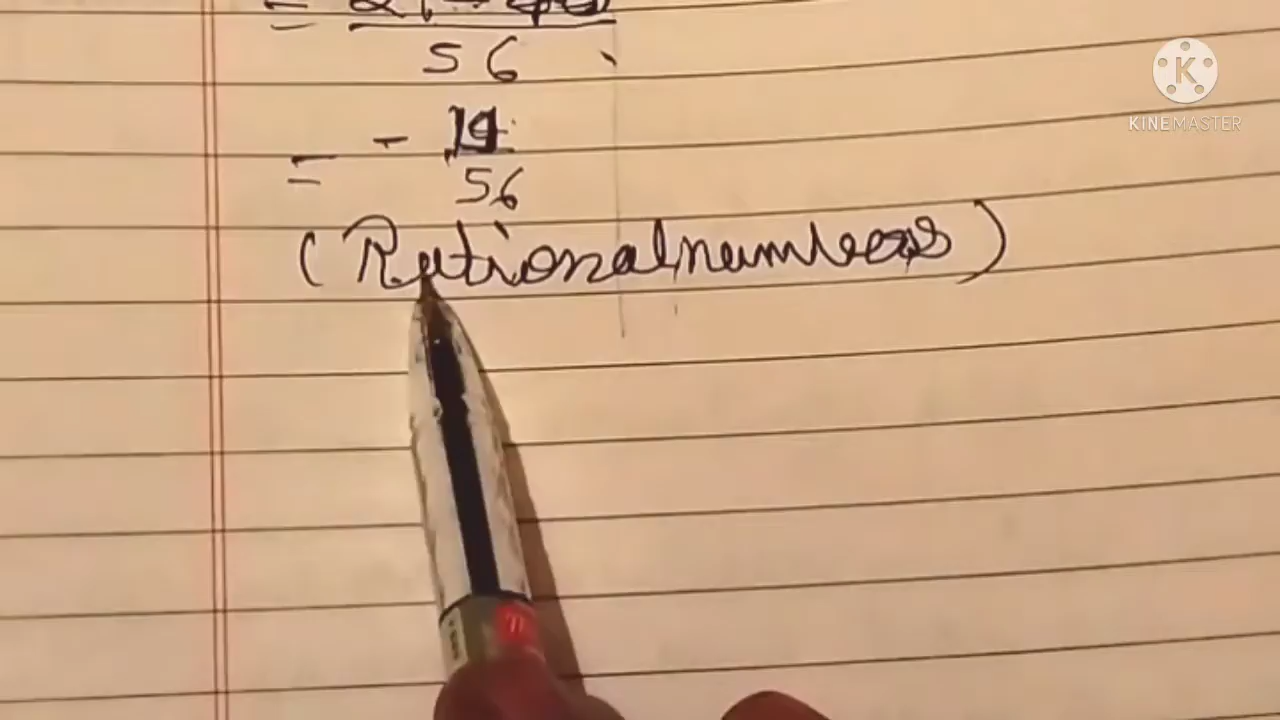 =
56
= - 19/56
(Rational numbers)
KINEMASTER